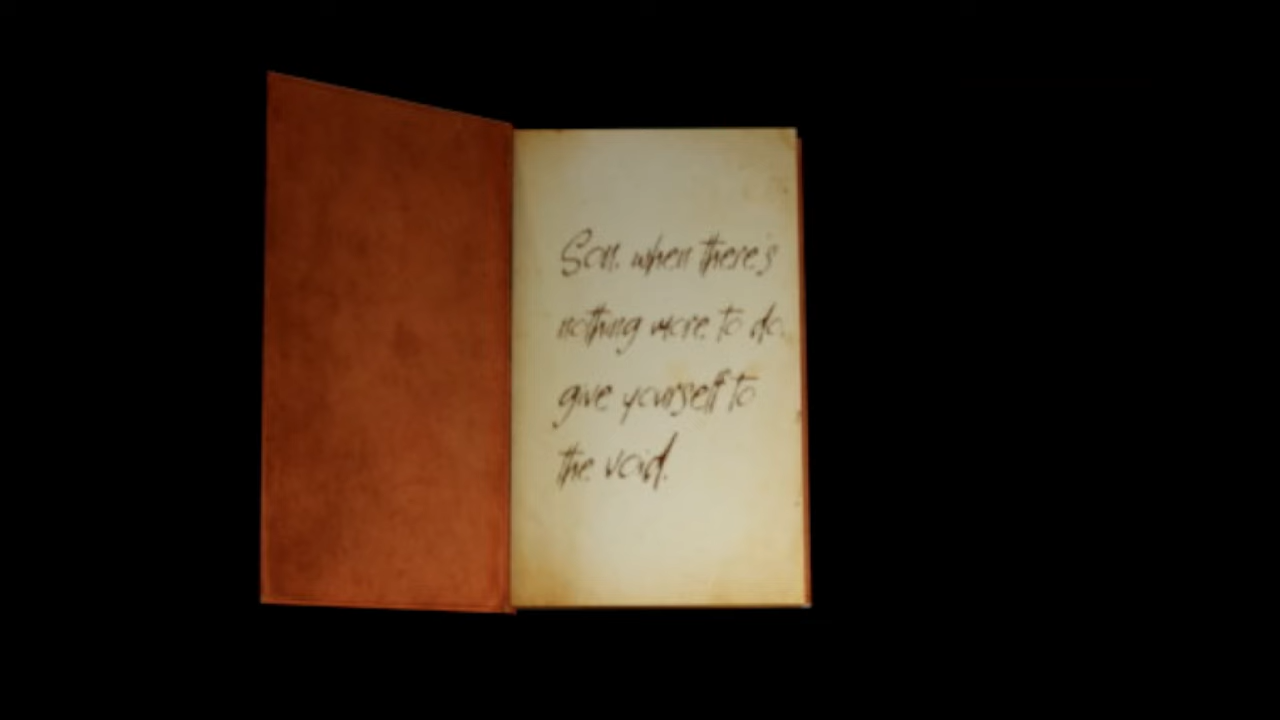 Son, when there's
nothing more to do,
give yourself to
the void.